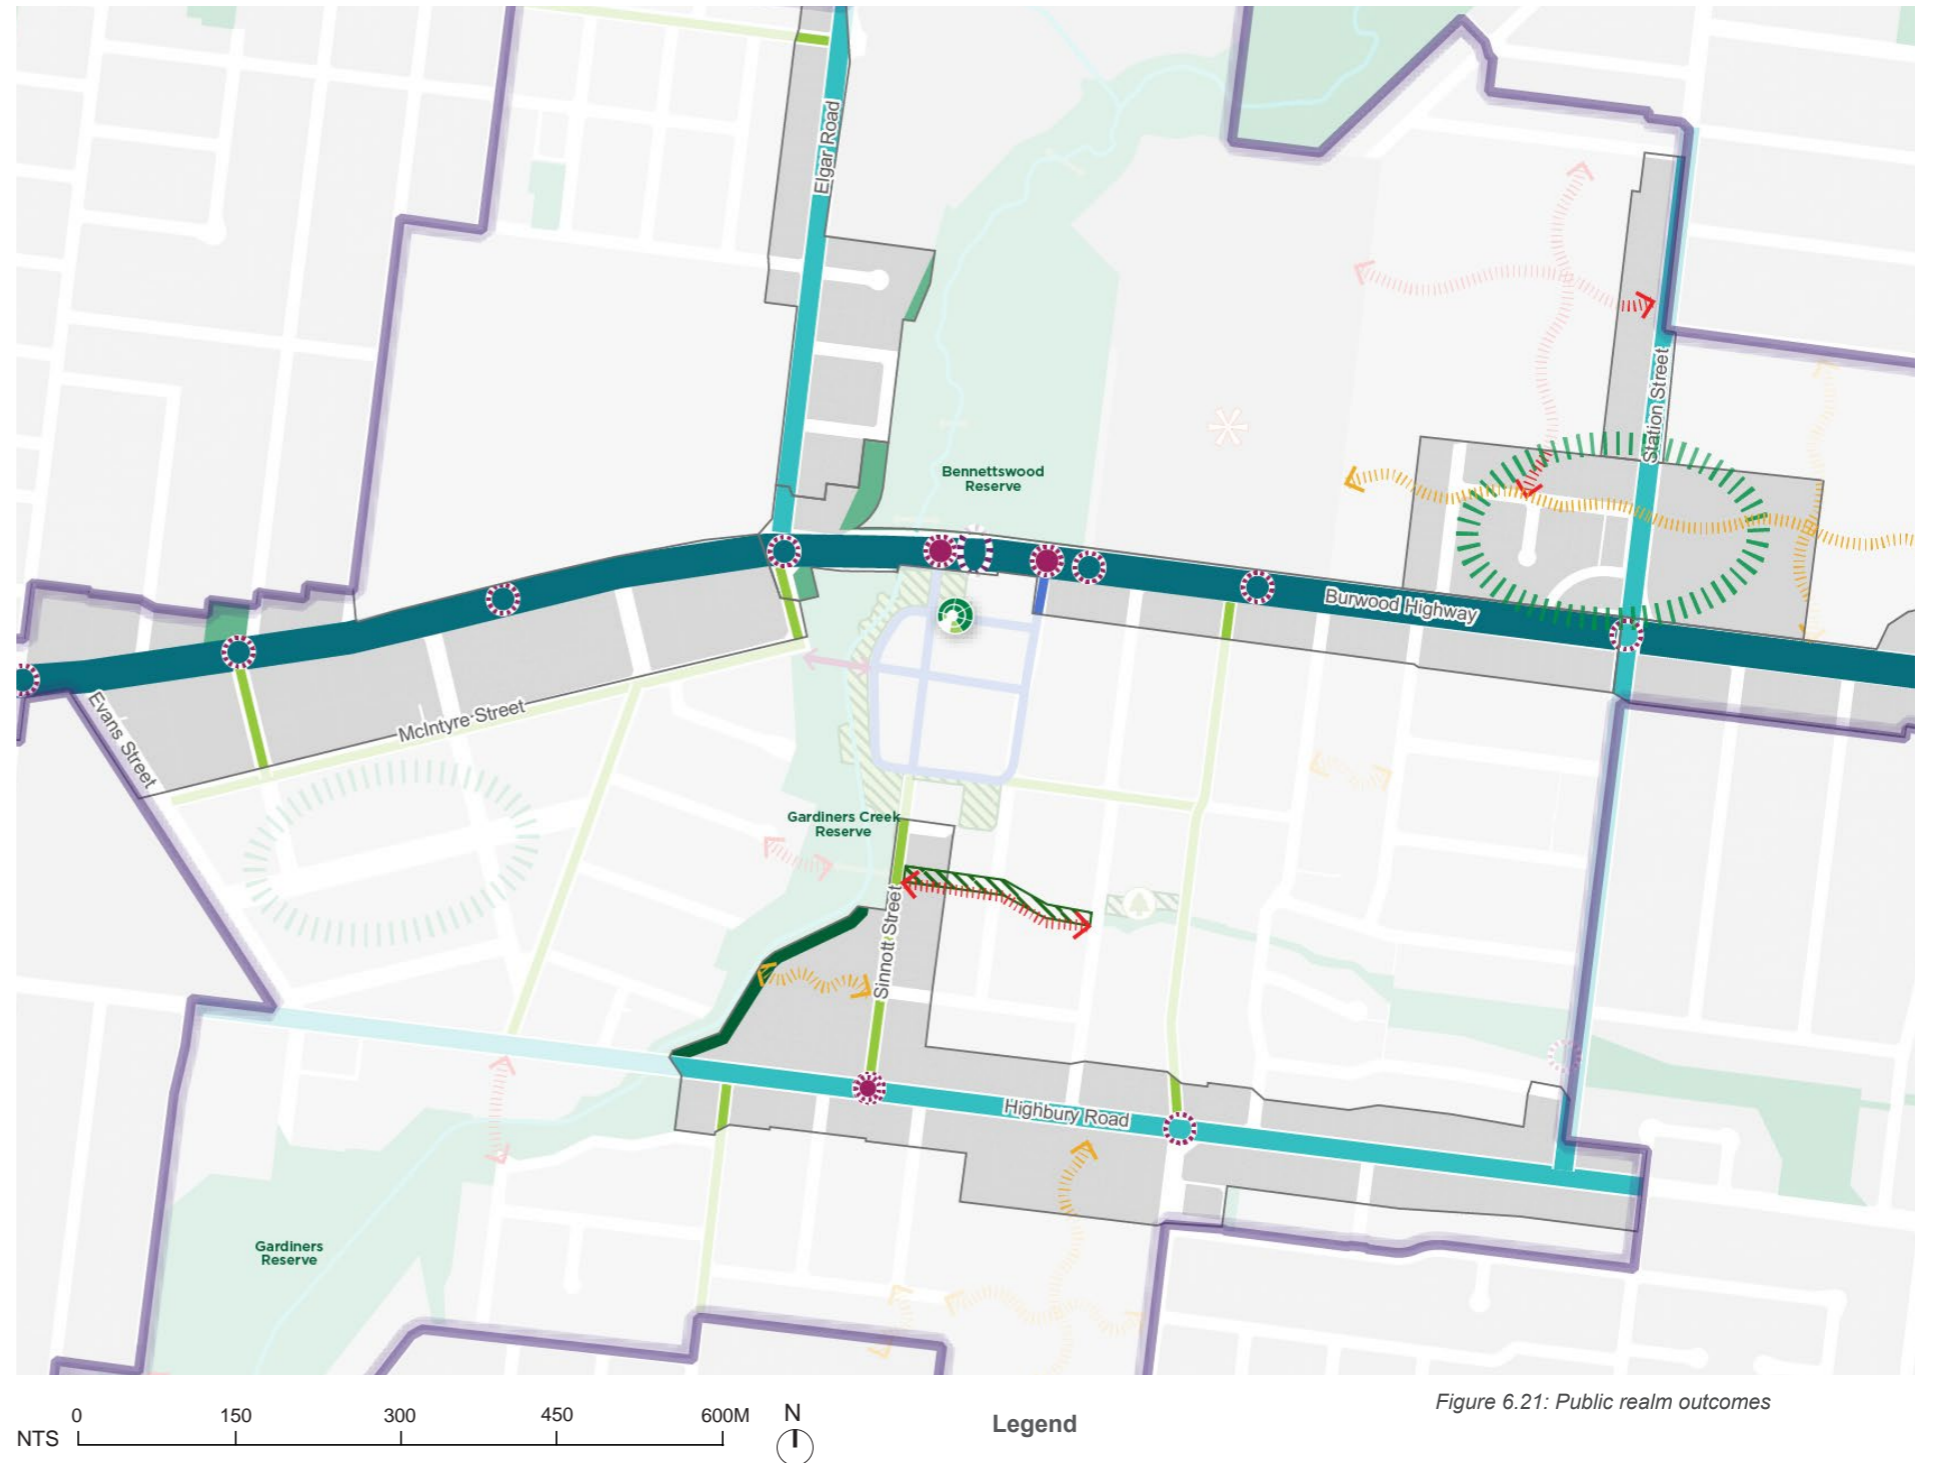 Elgar Road
Station Street
Bennettswood
Reserve
Burwood Highway
Evans Street
McIntyre Street
Gardiners Creek
Reserve
Sinnott Street
Highbury Road
Gardiners
Reserve
Figure 6.21: Public realm outcomes
0 150 300 450 600M N
NTS
Legend